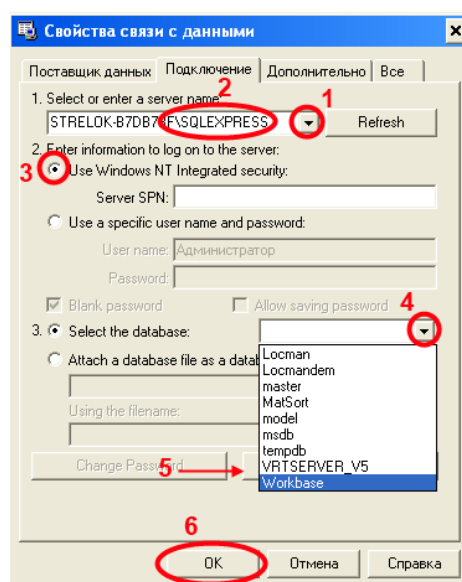 Свойства связи с данными
Поставщик данных Подключение Дополнительно Все
2
1. Select or enter a server name:
1
STRELOK-B7DB73F\SQLEXPRESS Refresh
2. Enter information to log on to the server:
3
Use Windows NT Integrated security:
Server SPN:
Use a specific user name and password:
User name: Администратор
Password:
Blank password Allow saving password
4
3. Select the database:
Attach a database file as a
Locman
Locmandem
master
MatSort
Using the filename:
model
msdb
tempdb
Change Password
5
VRTSERVER_V5
Workbase
6
OK Отмена Справка